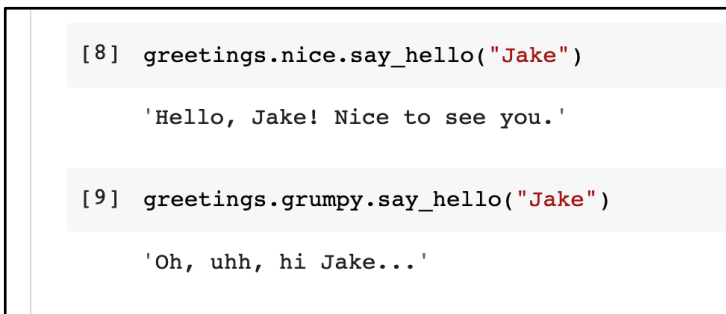 [8] greetings.nice.say_hello("Jake")
'Hello, Jake! Nice to see you.'
[9] greetings.grumpy.say_hello("Jake")
'Oh, uhh, hi Jake...'